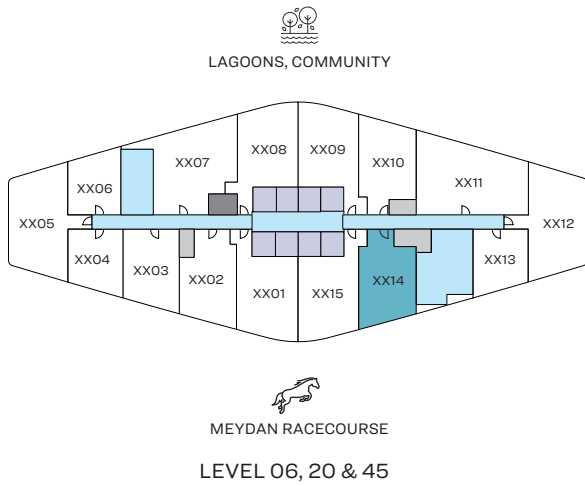 LAGOONS, COMMUNITY
XX08
XX09
XX07
XX10
XX06
XX11
XX05
XX12
XX04
XX03
XX02
XX01
XX15
XX14
XX13
MEYDAN RACECOURSE
LEVEL 06, 20 & 45